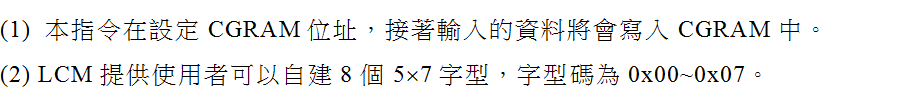 (1) 本指令在設定 CGRAM 位址，接著輸入的資料將會寫入 CGRAM 中。
(2) LCM 提供使用者可以自建 8 個 5×7 字型，字型碼為 0x00~0x07。